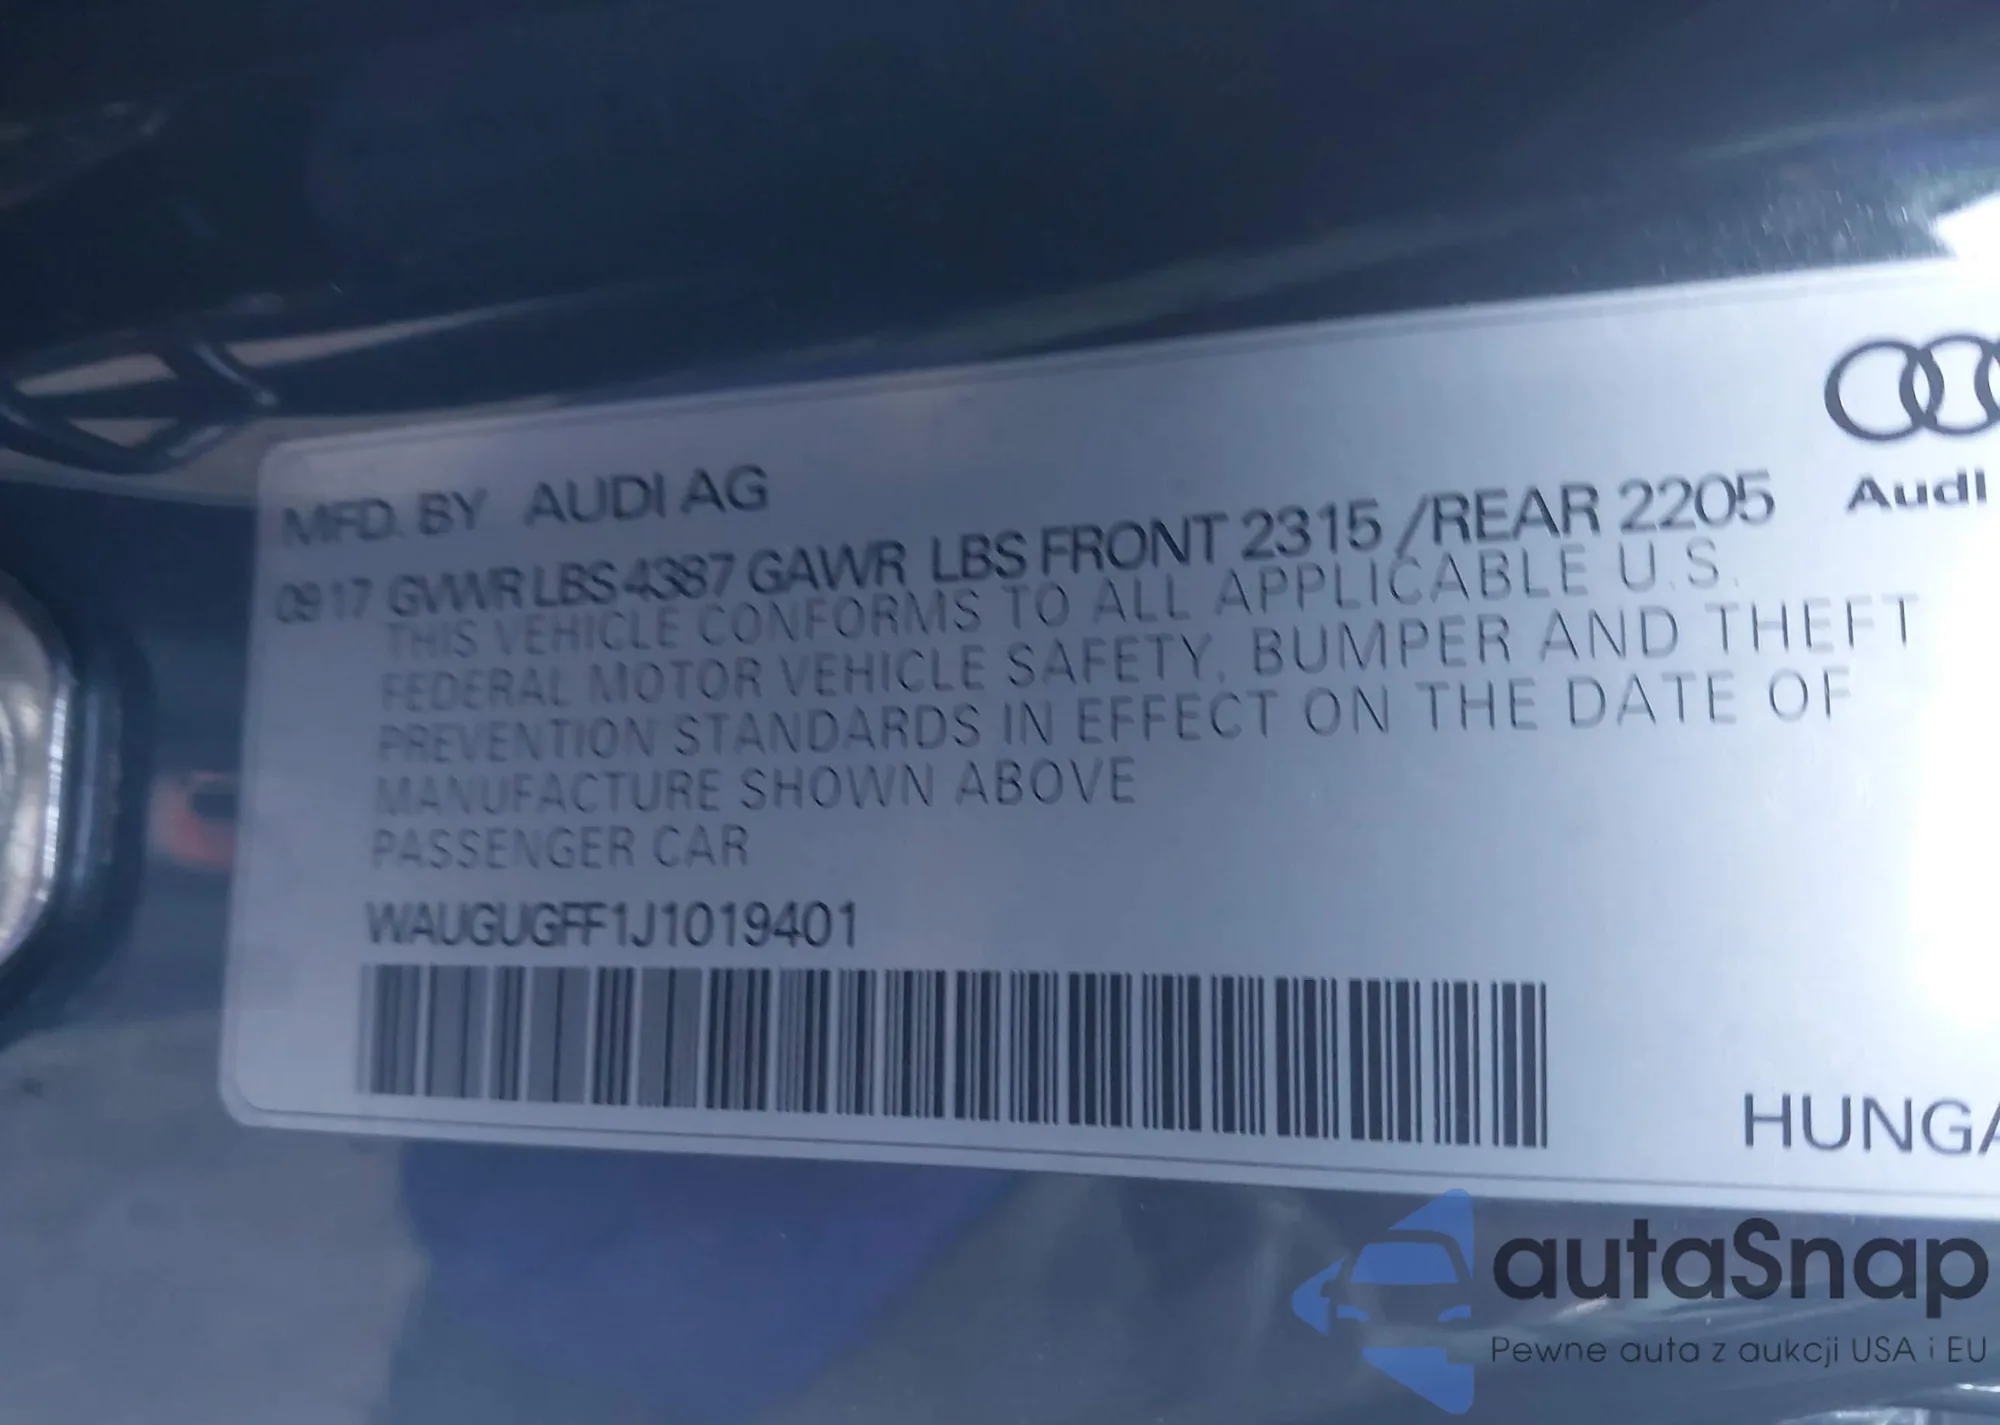 Audi
MFD. BY AUDI AG
09 17 GVWR LBS 4387 GAWR LBS FRONT 2315 /REAR 2205
THIS VEHICLE CONFORMS TO ALL APPLICABLE U.S.
FEDERAL MOTOR VEHICLE SAFETY, BUMPER AND THEFT
PREVENTION STANDARDS IN EFFECT ON THE DATE OF
MANUFACTURE SHOWN ABOVE
PASSENGER CAR
WAUGUGFF1J1019401
HUNGA
autaSnap
Pewne auta z aukcji USA i EU